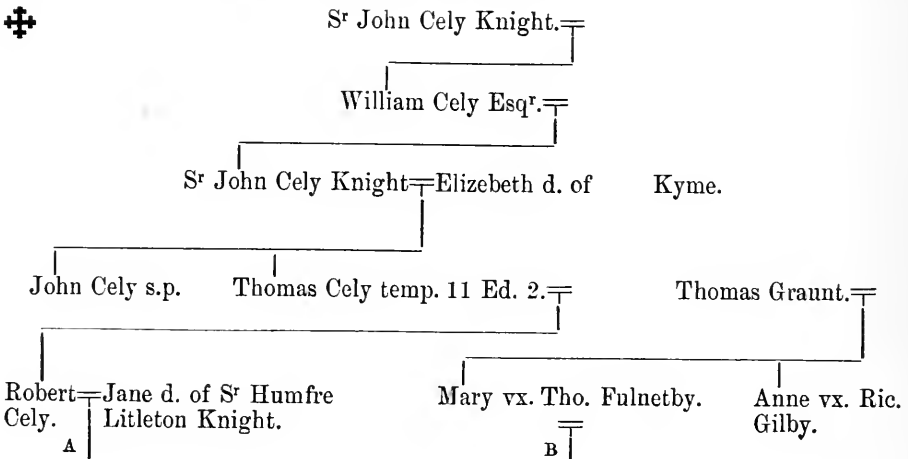 Sʳ John Cely Knight.
William Cely Esqʳ.
Sʳ John Cely Knight Elizebeth d. of Kyme.
John Cely s.p. Thomas Cely temp. 11 Ed. 2. Thomas Graunt.
Robert Jane d. of Sʳ Humfre Mary vx. Tho. Fulnetby. Anne vx. Ric.
Cely. Litleton Knight. Gilby.
A B